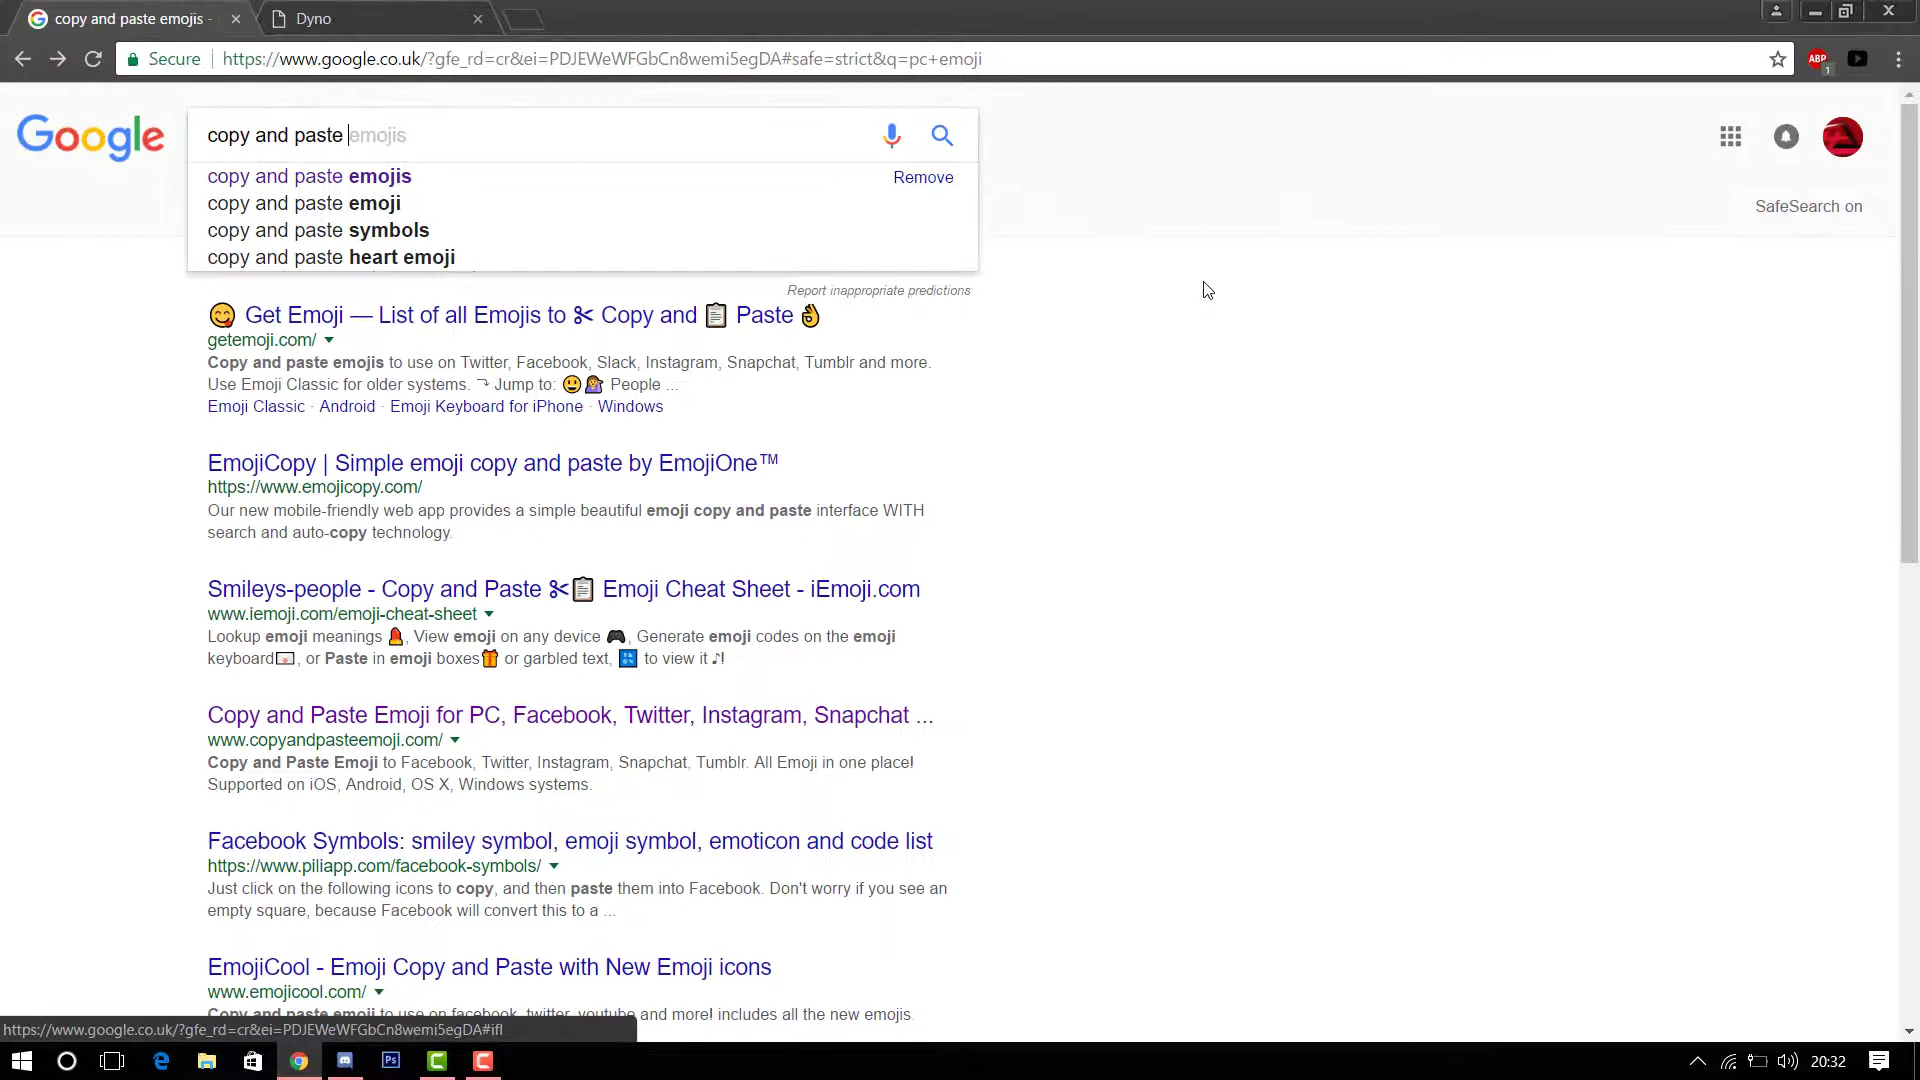 copy and paste emojis -
Dyno
Secure
https://www.google.co.uk/?gfe_rd=cr&ei=PDJEWeWFGbCn8wemi5egDA#safe=strict&q=pc+emoji
ABP
1
Google
copy and paste emojis
copy and paste emojis
Remove
copy and paste emoji
copy and paste symbols
copy and paste heart emoji
SafeSearch on
Report inappropriate predictions
😋 Get Emoji — List of all Emojis to ✂ Copy and 📋 Paste 👌
getemoji.com/
Copy and paste emojis to use on Twitter, Facebook, Slack, Instagram, Snapchat, Tumblr and more.
Use Emoji Classic for older systems. ⤵ Jump to: 😃💁 People ...
Emoji Classic · Android · Emoji Keyboard for iPhone · Windows
EmojiCopy | Simple emoji copy and paste by EmojiOne™
https://www.emojicopy.com/
Our new mobile-friendly web app provides a simple beautiful emoji copy and paste interface WITH
search and auto-copy technology.
Smileys-people - Copy and Paste ✂📋 Emoji Cheat Sheet - iEmoji.com
www.iemoji.com/emoji-cheat-sheet
Lookup emoji meanings 💄, View emoji on any device 🎮, Generate emoji codes on the emoji
keyboard💌, or Paste in emoji boxes🎁 or garbled text, 🔣 to view it ♪!
Copy and Paste Emoji for PC, Facebook, Twitter, Instagram, Snapchat ...
www.copyandpasteemoji.com/
Copy and Paste Emoji to Facebook, Twitter, Instagram, Snapchat, Tumblr. All Emoji in one place!
Supported on iOS, Android, OS X, Windows systems.
Facebook Symbols: smiley symbol, emoji symbol, emoticon and code list
https://www.piliapp.com/facebook-symbols/
Just click on the following icons to copy, and then paste them into Facebook. Don't worry if you see an
empty square, because Facebook will convert this to a ...
EmojiCool - Emoji Copy and Paste with New Emoji icons
www.emojicool.com/
Copy and paste emoji to use on facebook, twitter, youtube and more! includes all the new emojis.
https://www.google.co.uk/?gfe_rd=cr&ei=PDJEWeWFGbCn8wemi5egDA#ifl
Ps
20:32